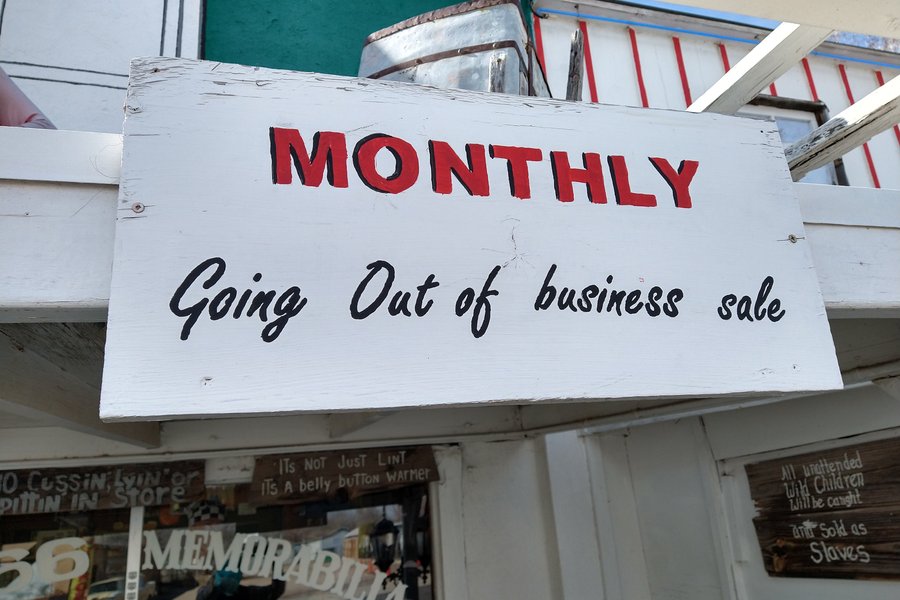 MONTHLY
Going Out of business sale
NO CUSSIN, LYIN' OR
SPITTIN IN STORE
ITS NOT JUST LINT
ITS A belly buTTON WARMER
66
MEMORABILIA
All unattended
Wild Children
Will be caught
and Sold as
Slaves